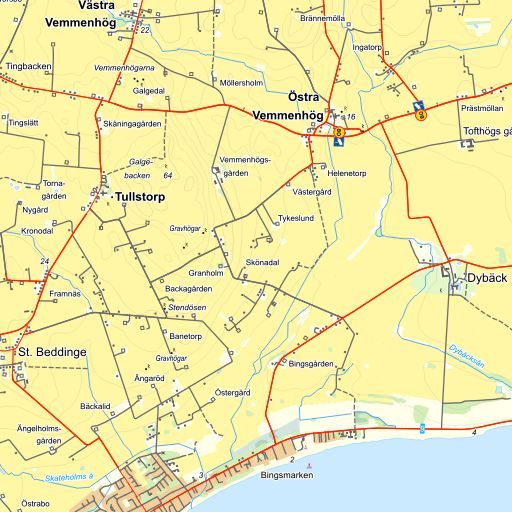 Västra
Vemmenhög
22
Brännemölla
Ingatorp
Tingbacken
Vemmenhögarna
Galgedal
Möllersholm
Östra
Vemmenhög
16
Prästmöllan
Tingslätt
Skåningagården
Tofthögs gå
Galge-
backen
64
Vemmenhögs-
gården
Helenetorp
Torna-
gården
Tullstorp
Västergård
Nygård
Tykeslund
Kronodal
Gravhögar
24
Skönadal
Granholm
Dybäck
Framnäs
Backagården
Stendösen
Banetorp
St. Beddinge
Gravhögar
Dybäcksån
Bingsgården
Ängaröd
Östergård
Bäckalid
Ängelholms-
gården
4
2
3
Skateholms å
Bingsmarken
Östrabo